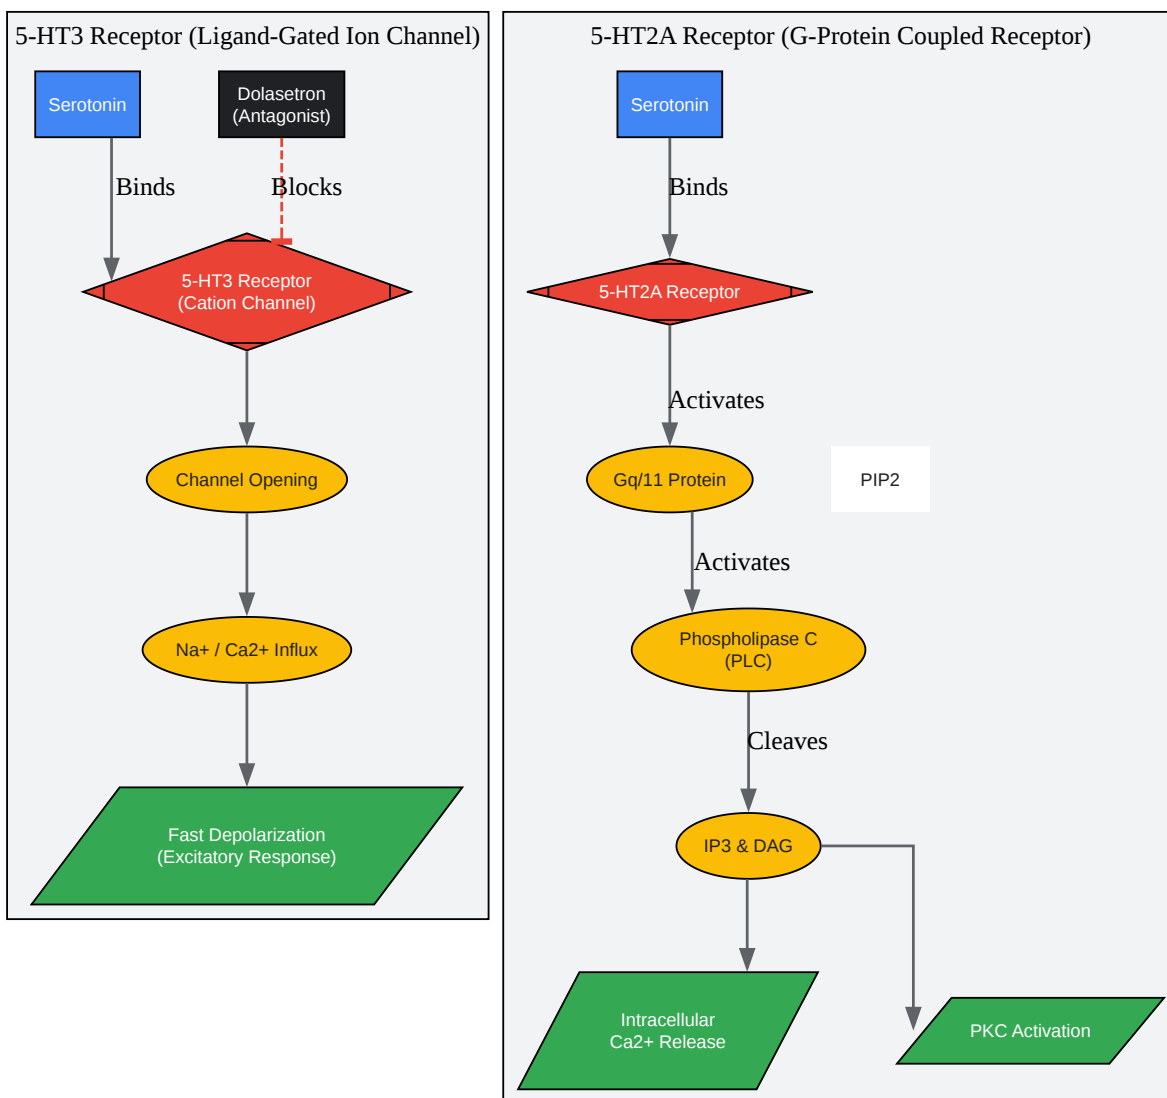 5-HT3 Receptor (Ligand-Gated Ion Channel)
Serotonin
Dolasetron
(Antagonist)
Binds
Blocks
5-HT3 Receptor
(Cation Channel)
Channel Opening
Na+ / Ca2+ Influx
Fast Depolarization
(Excitatory Response)
5-HT2A Receptor (G-Protein Coupled Receptor)
Serotonin
Binds
5-HT2A Receptor
Activates
Gq/11 Protein
PIP2
Activates
Phospholipase C
(PLC)
Cleaves
IP3 & DAG
Intracellular
Ca2+ Release
PKC Activation